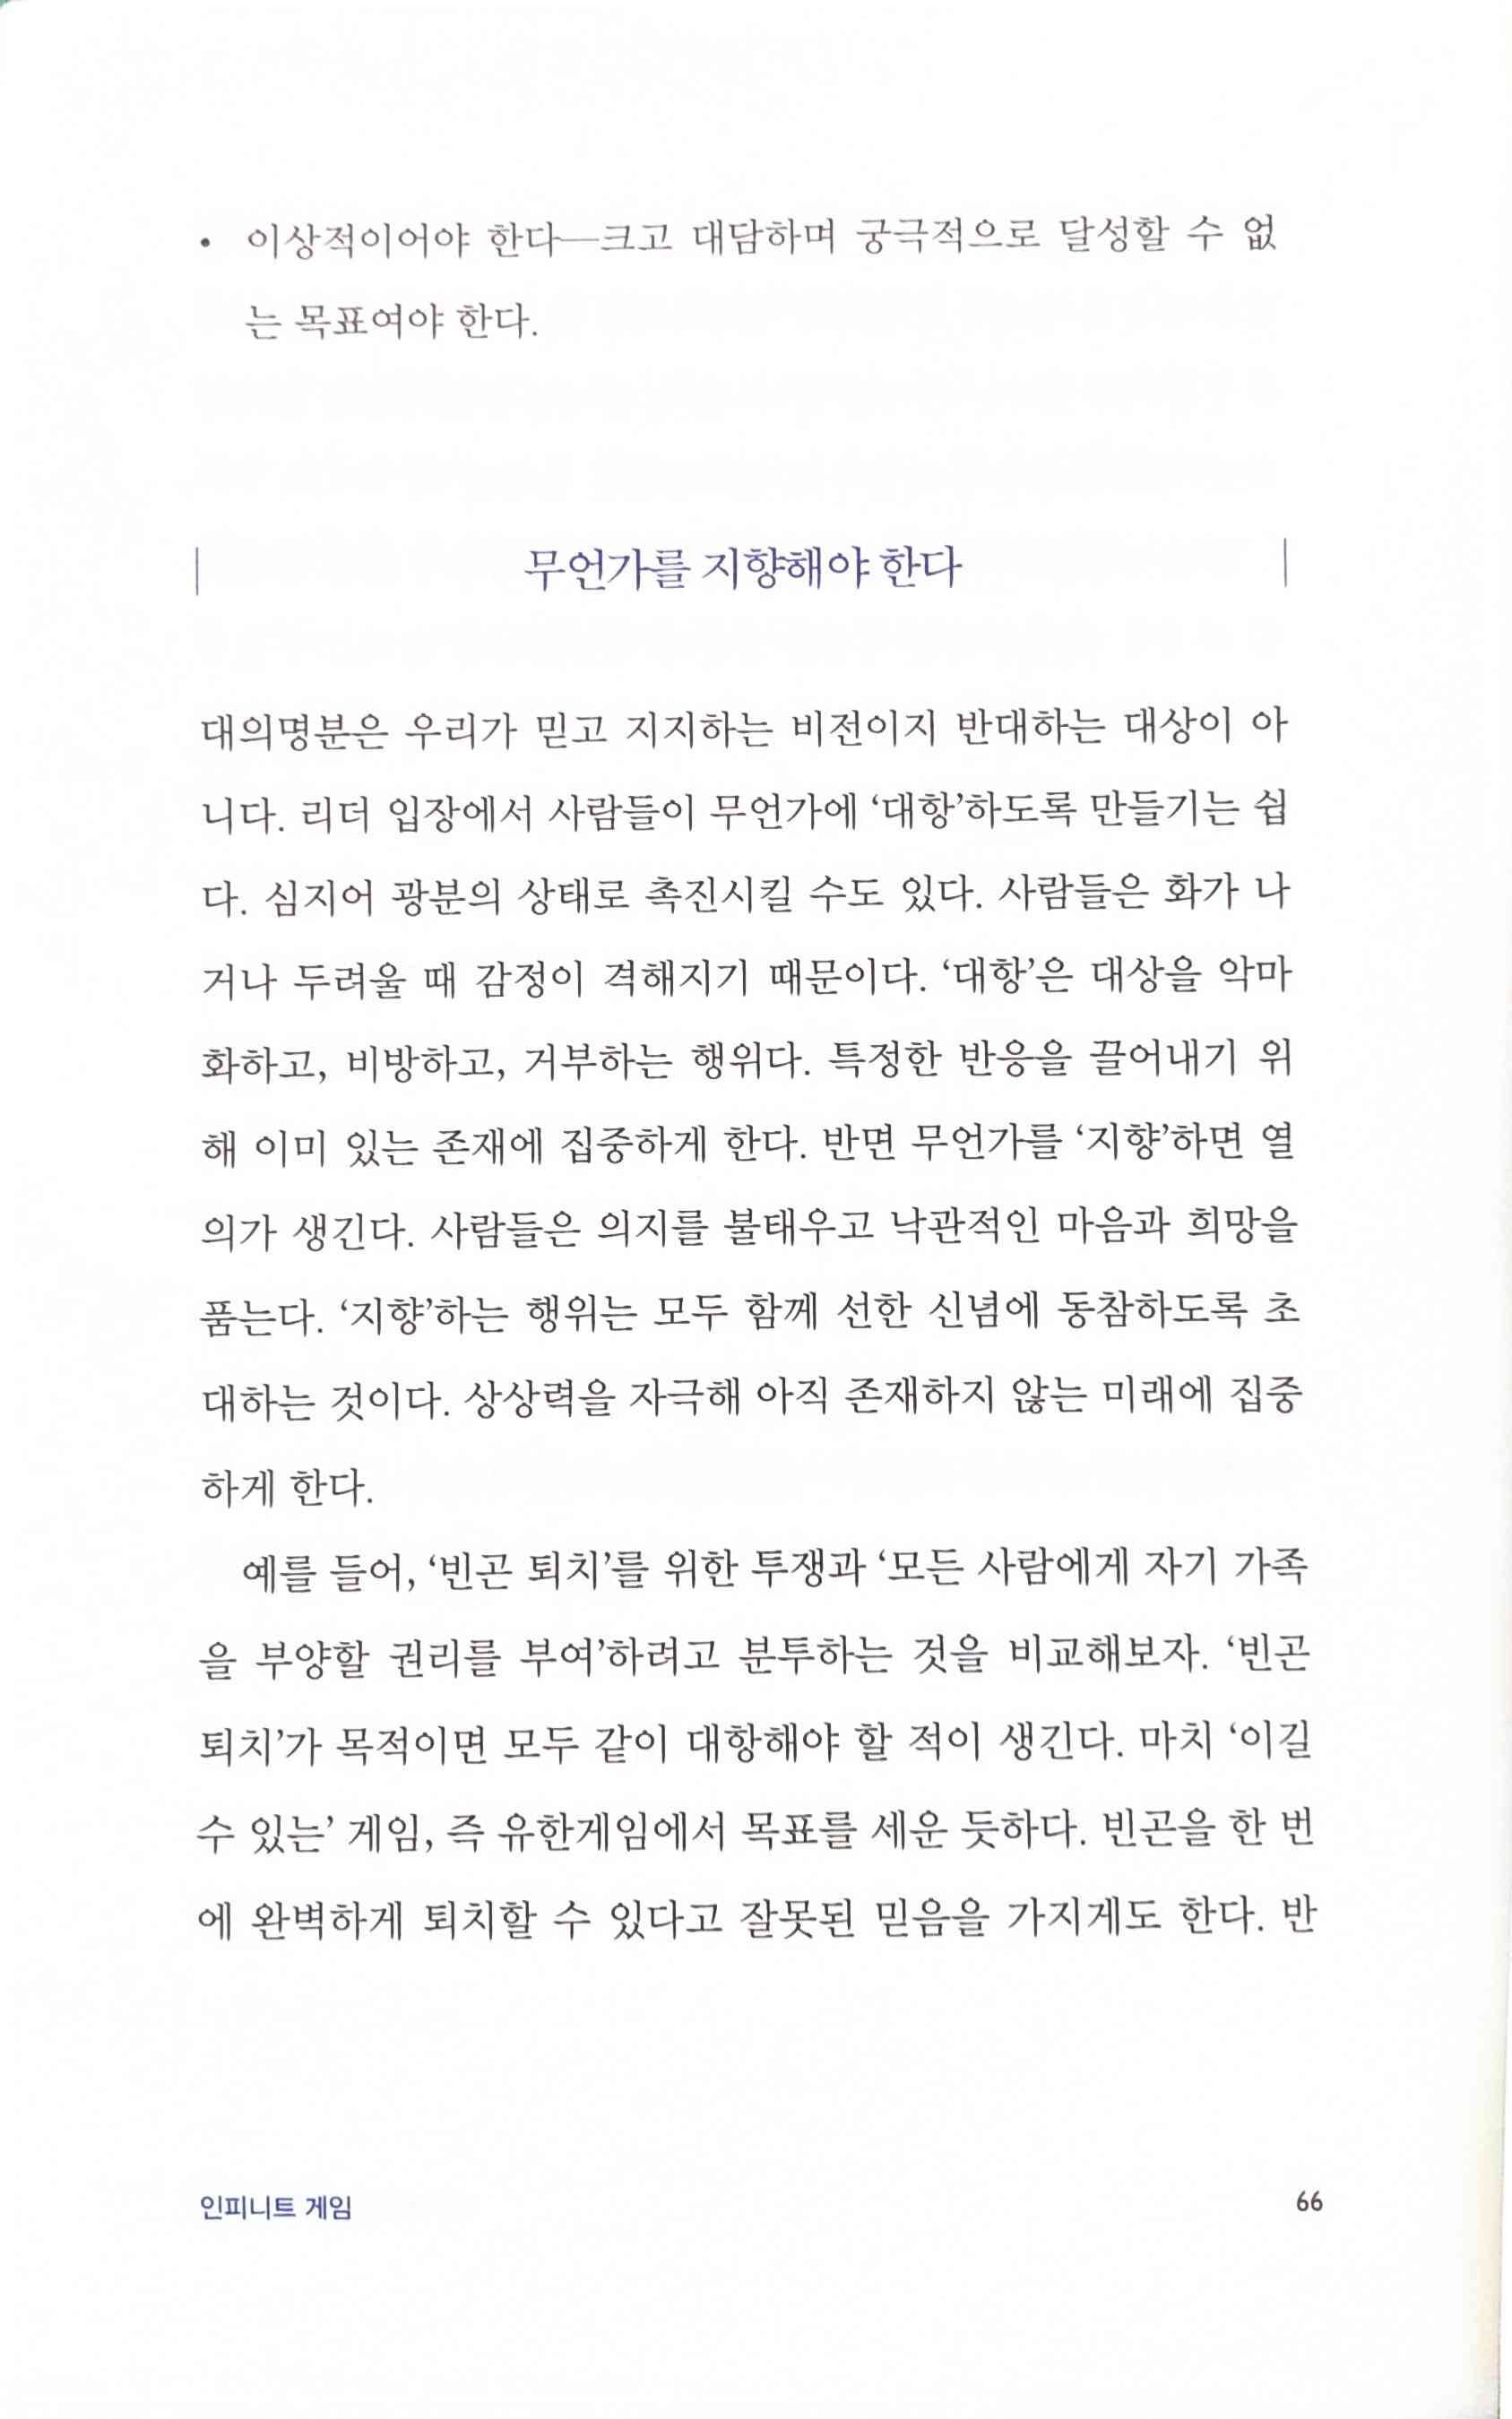 • 이상적이어야 한다—크고 대담하며 궁극적으로 달성할 수 없
는 목표여야 한다.
무언가를 지향해야 한다
대의명분은 우리가 믿고 지지하는 비전이지 반대하는 대상이 아
니다. 리더 입장에서 사람들이 무언가에 ‘대항’하도록 만들기는 쉽
다. 심지어 광분의 상태로 촉진시킬 수도 있다. 사람들은 화가 나
거나 두려울 때 감정이 격해지기 때문이다. ‘대항’은 대상을 악마
화하고, 비방하고, 거부하는 행위다. 특정한 반응을 끌어내기 위
해 이미 있는 존재에 집중하게 한다. 반면 무언가를 ‘지향’하면 열
의가 생긴다. 사람들은 의지를 불태우고 낙관적인 마음과 희망을
품는다. ‘지향’하는 행위는 모두 함께 선한 신념에 동참하도록 초
대하는 것이다. 상상력을 자극해 아직 존재하지 않는 미래에 집중
하게 한다.
예를 들어, ‘빈곤 퇴치’를 위한 투쟁과 ‘모든 사람에게 자기 가족
을 부양할 권리를 부여’하려고 분투하는 것을 비교해보자. ‘빈곤
퇴치’가 목적이면 모두 같이 대항해야 할 적이 생긴다. 마치 ‘이길
수 있는’ 게임, 즉 유한게임에서 목표를 세운 듯하다. 빈곤을 한 번
에 완벽하게 퇴치할 수 있다고 잘못된 믿음을 가지게도 한다. 반
인피니트 게임
66